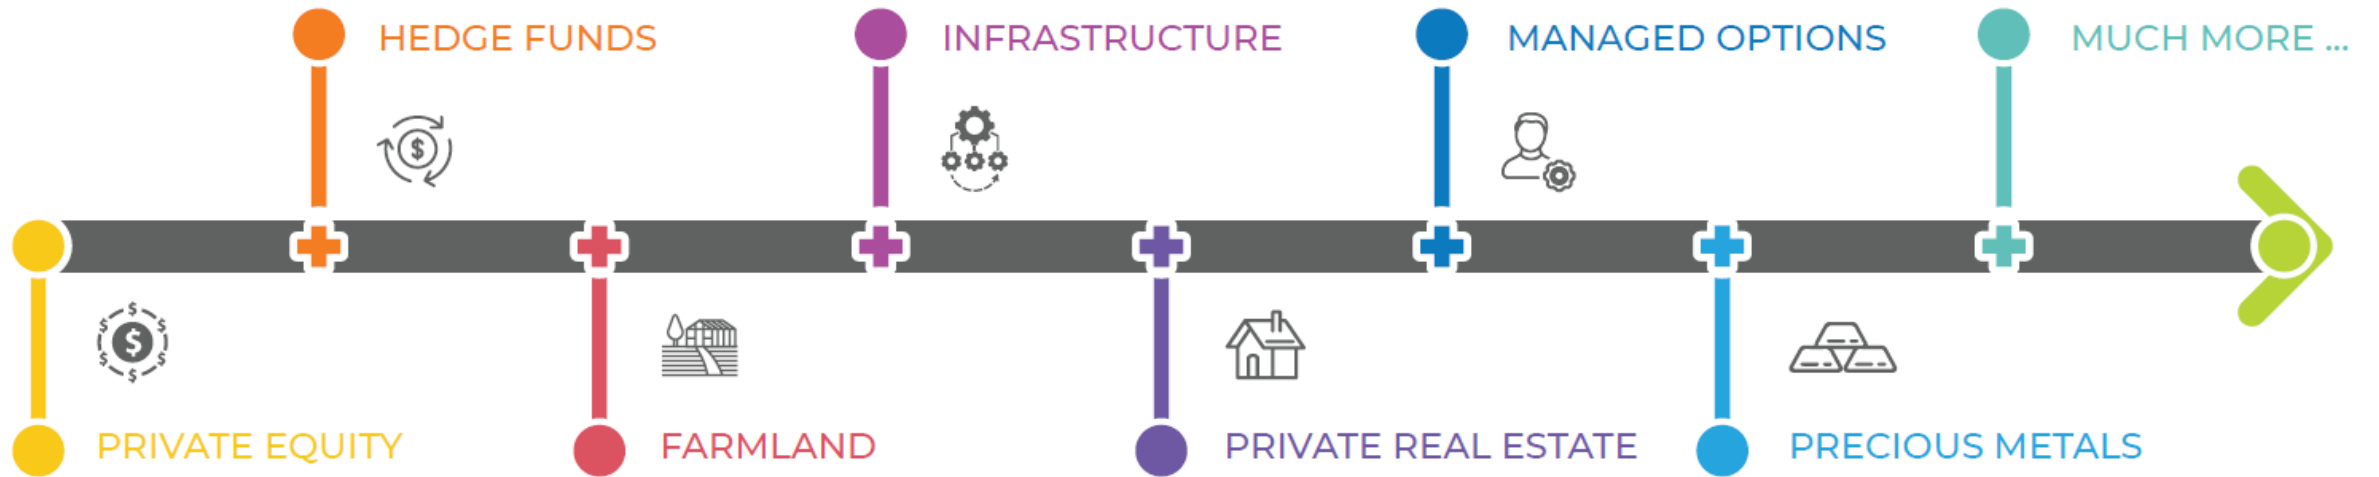 HEDGE FUNDS
INFRASTRUCTURE
MANAGED OPTIONS
MUCH MORE ...
$
$
$
$
$
$
$
$
PRIVATE EQUITY
FARMLAND
PRIVATE REAL ESTATE
PRECIOUS METALS